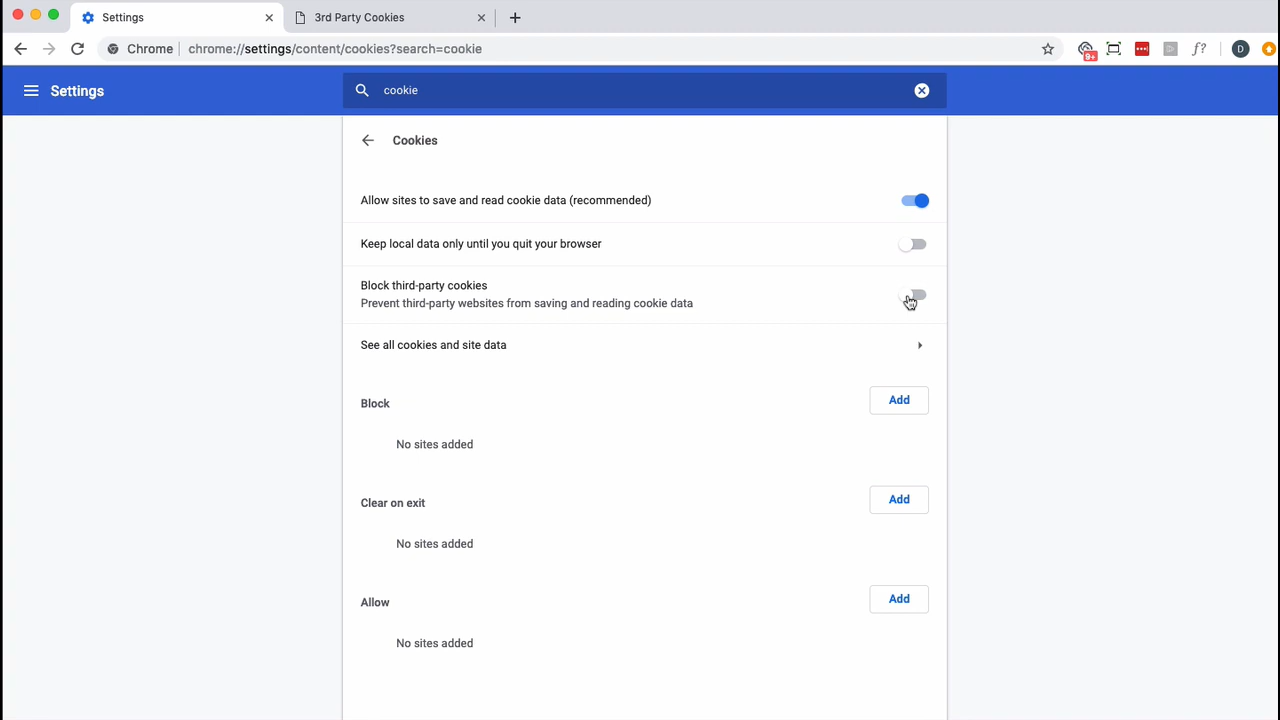 Settings
3rd Party Cookies
Chrome
chrome://settings/content/cookies?search=cookie
9+
f?
D
Settings
cookie
Cookies
Allow sites to save and read cookie data (recommended)
Keep local data only until you quit your browser
Block third-party cookies
Prevent third-party websites from saving and reading cookie data
See all cookies and site data
Block
Add
No sites added
Clear on exit
Add
No sites added
Allow
Add
No sites added